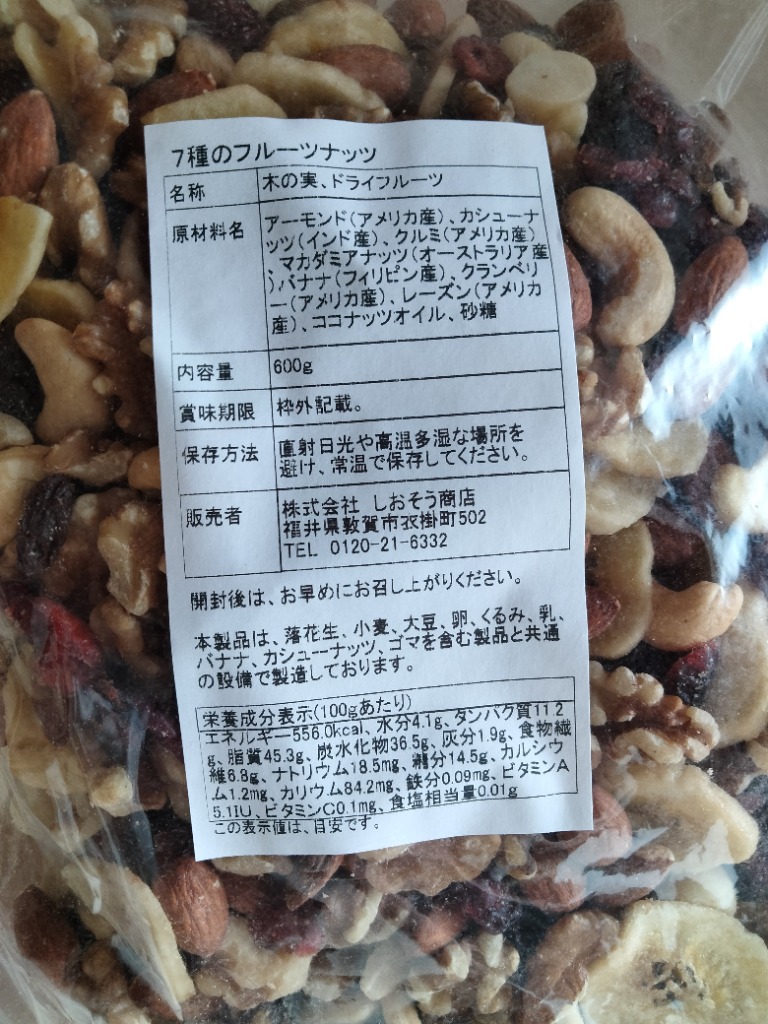 7種のフルーツナッツ
名称 木の実、ドライフルーツ
原材料名 アーモンド(アメリカ産)、カシューナ
ッツ(インド産)、クルミ(アメリカ産)
、マカダミアナッツ(オーストラリア産
)、バナナ(フィリピン産)、クランベリ
ー(アメリカ産)、レーズン(アメリカ
産)、ココナッツオイル、砂糖
内容量 600g
賞味期限 枠外記載。
保存方法 直射日光や高温多湿な場所を
避け、常温で保存してください。
販売者 株式会社 しおそう商店
福井県敦賀市衣掛町502
TEL 0120-21-6332
開封後は、お早めにお召し上がりください。
本製品は、落花生、小麦、大豆、卵、くるみ、乳、
バナナ、カシューナッツ、ゴマを含む製品と共通
の設備で製造しております。
栄養成分表示(100gあたり)
エネルギー556.0kcal、水分4.1g、タンパク質11.2
g、脂質45.3g、炭水化物36.5g、灰分1.9g、食物繊
維6.8g、ナトリウム18.5mg、糖分14.5g、カルシウ
ム1.2mg、カリウム84.2mg、鉄分0.09mg、ビタミンA
5.1IU、ビタミンC0.1mg、食塩相当量0.01g
この表示値は、目安です。